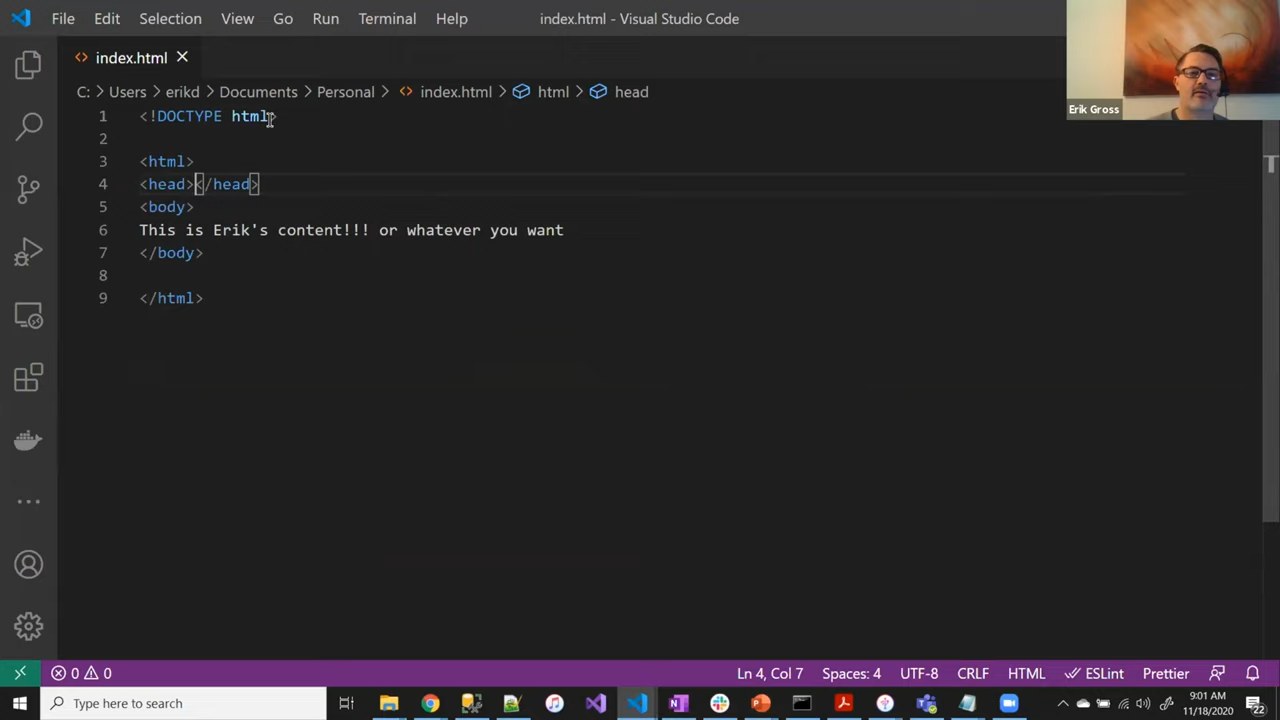 File Edit Selection View Go Run Terminal Help index.html - Visual Studio Code
index.html
C: > Users > erikd > Documents > Personal > index.html > html > head
Erik Gross
1 <!DOCTYPE html>
2
3 <html>
4 <head></head>
5 <body>
6 This is Erik's content!!! or whatever you want
7 </body>
8
9 </html>
0 0 Ln 4, Col 7 Spaces: 4 UTF-8 CRLF HTML ESLint Prettier
Type here to search
9:01 AM
11/18/2020
22